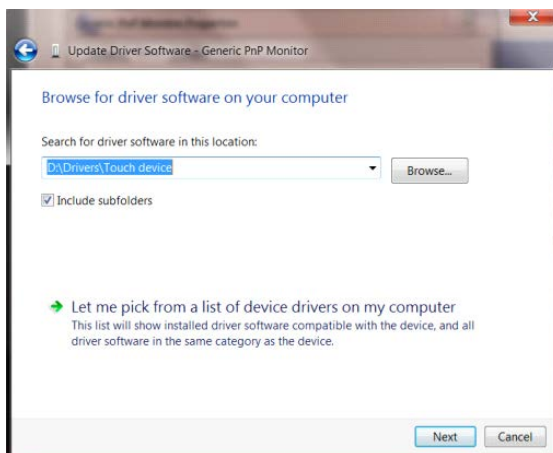 Update Driver Software - Generic PnP Monitor
Browse for driver software on your computer
Search for driver software in this location:
D:\Drivers\Touch device
Browse...
Include subfolders
Let me pick from a list of device drivers on my computer
This list will show installed driver software compatible with the device, and all
driver software in the same category as the device.
Next
Cancel